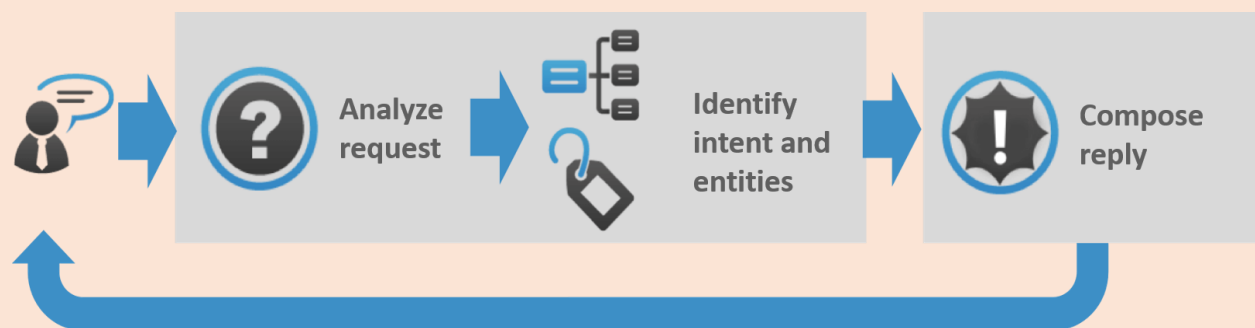 Analyze
request
Identify
intent and
entities
Compose
reply